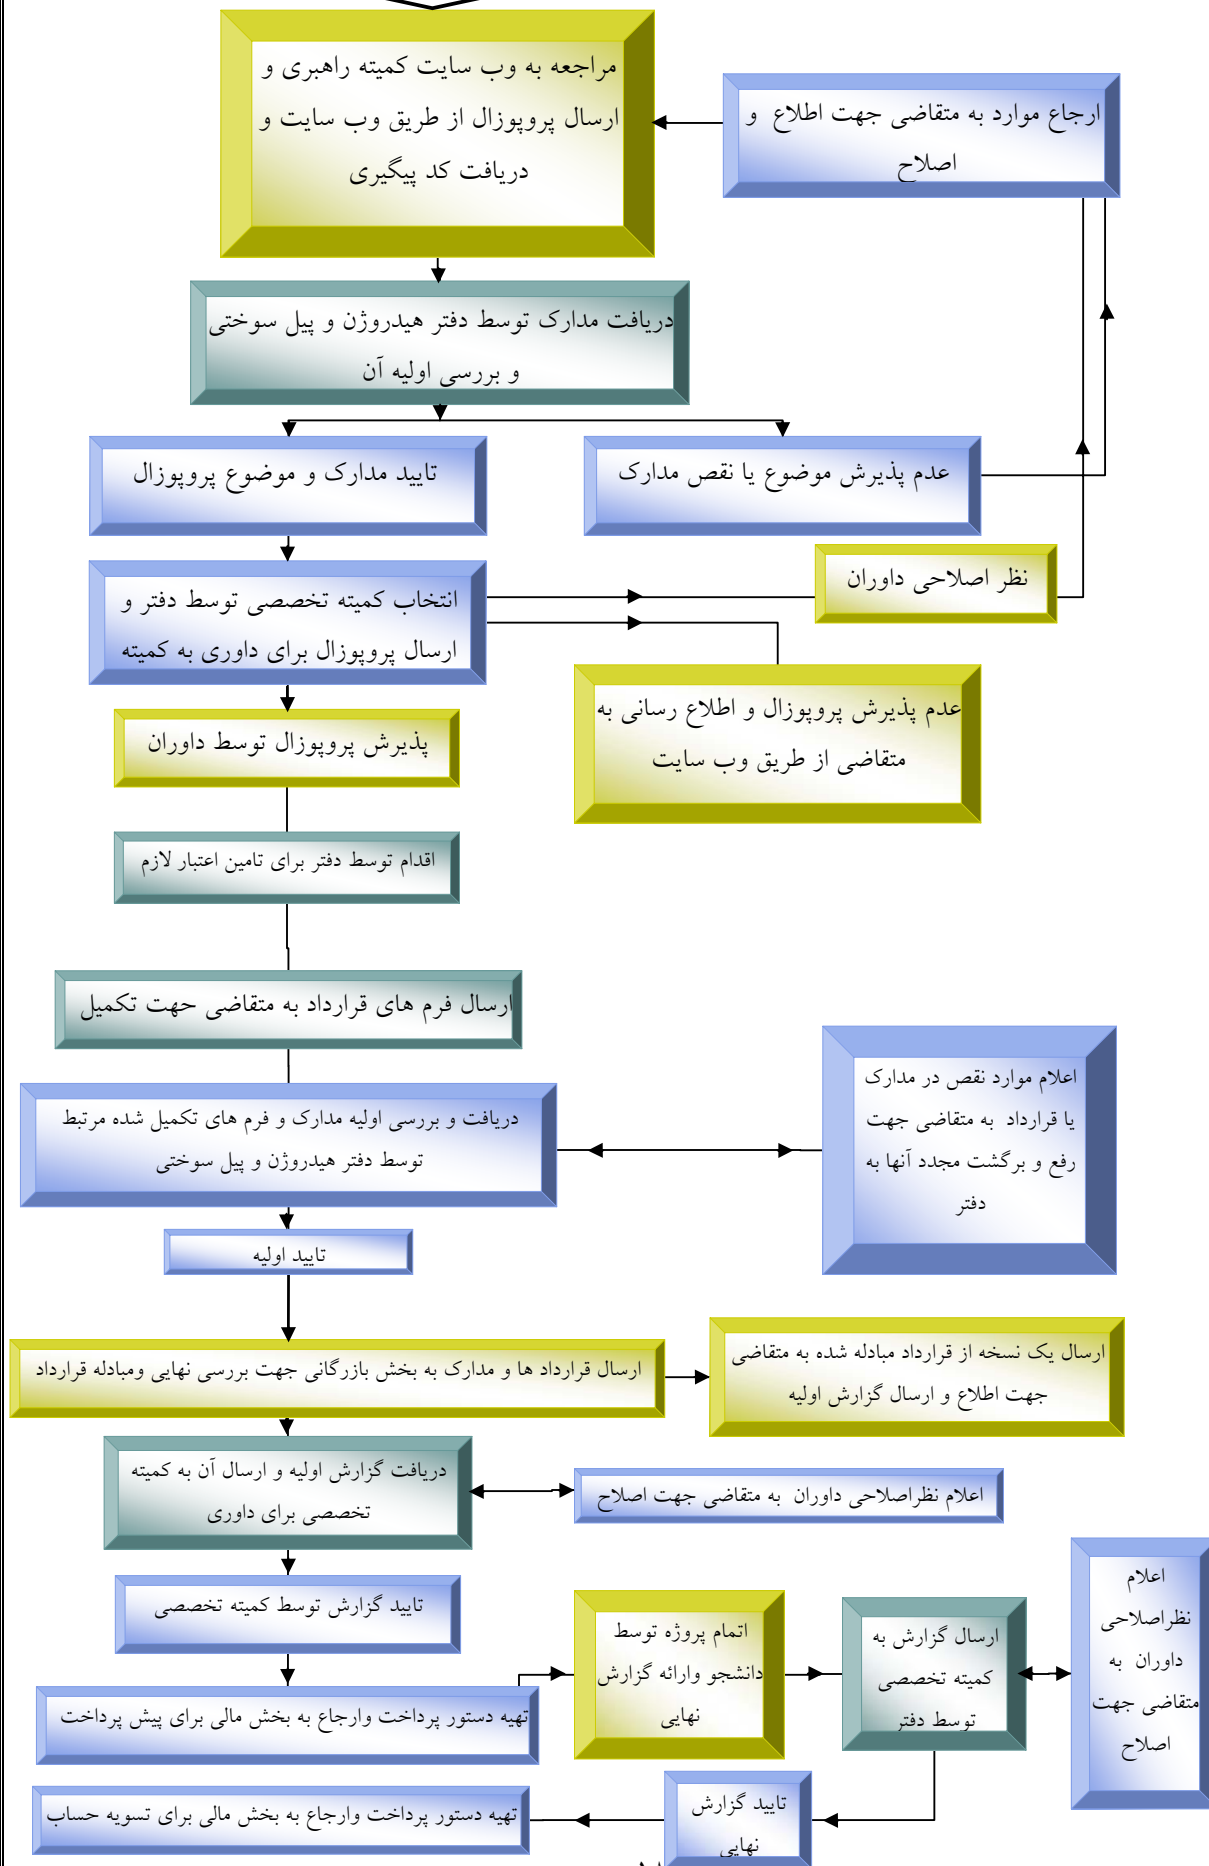 مراجعه به وب سایت کمیته راهبری و
ارسال پروپوزال از طریق وب سایت و
دریافت کد پیگیری
ارجاع موارد به متقاضی جهت اطلاع و
اصلاح
دریافت مدارک توسط دفتر هیدروژن و پیل سوختی
و بررسی اولیه آن
تایید مدارک و موضوع پروپوزال
عدم پذیرش موضوع یا نقص مدارک
انتخاب کمیته تخصصی توسط دفتر و
ارسال پروپوزال برای داوری به کمیته
نظر اصلاحی داوران
عدم پذیرش پروپوزال و اطلاع رسانی به
متقاضی از طریق وب سایت
پذیرش پروپوزال توسط داوران
اقدام توسط دفتر برای تامین اعتبار لازم
ارسال فرم های قرارداد به متقاضی حهت تکمیل
دریافت و بررسی اولیه مدارک و فرم های تکمیل شده مرتبط
توسط دفتر هیدروژن و پیل سوختی
اعلام موارد نقص در مدارک
یا قرارداد به متقاضی جهت
رفع و برگشت مجدد آنها به
دفتر
تایید اولیه
ارسال قرارداد ها و مدارک به بخش بازرگانی جهت بررسی نهایی ومبادله قرارداد
ارسال یک نسخه از قرارداد مبادله شده به متقاضی
جهت اطلاع و ارسال گزارش اولیه
دریافت گزارش اولیه و ارسال آن به کمیته
تخصصی برای داوری
اعلام نظراصلاحی داوران به متقاضی جهت اصلاح
تایید گزارش توسط کمیته تخصصی
تهیه دستور پرداخت وارجاع به بخش مالی برای پیش پرداخت
اتمام پروژه توسط
دانشجو وارائه گزارش
نهایی
ارسال گزارش به
کمیته تخصصی
توسط دفتر
اعلام
نظراصلاحی
داوران به
متقاضی جهت
اصلاح
تایید گزارش
نهایی
تهیه دستور پرداخت وارجاع به بخش مالی برای تسویه حساب